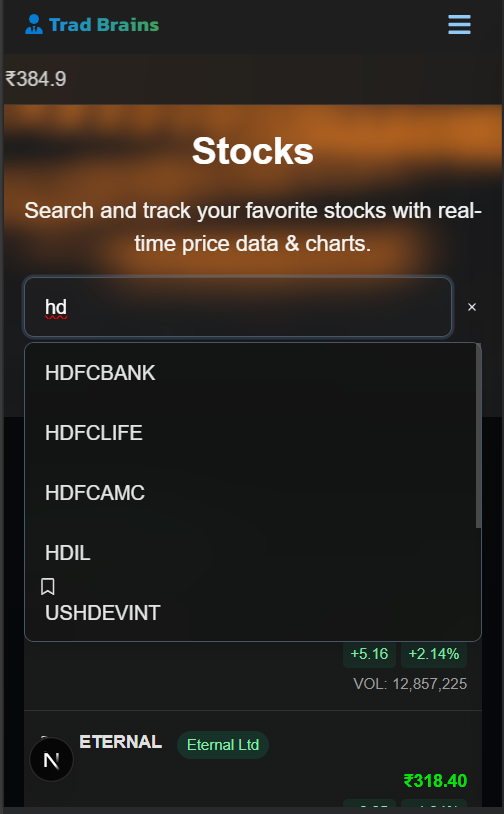 Trad Brains
₹384.9
Stocks
Search and track your favorite stocks with real-
time price data & charts.
hd ×
HDFCBANK
HDFCLIFE
HDFCAMC
HDIL
USHDEVINT
+5.16 +2.14%
VOL: 12,857,225
ETERNAL Eternal Ltd
N
₹318.40